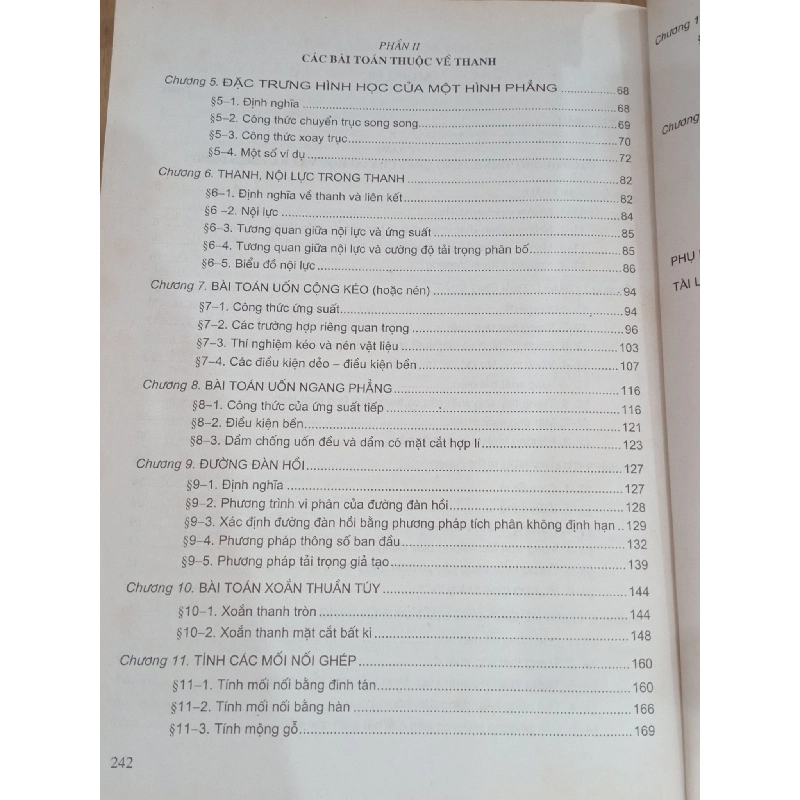 PHẦN II
CÁC BÀI TOÁN THUỘC VỀ THANH
Chương 5. ĐẶC TRƯNG HÌNH HỌC CỦA MỘT HÌNH PHẲNG ................68
§5–1. Định nghĩa ................68
§5–2. Công thức chuyển trục song song................69
§5–3. Công thức xoay trục................70
§5–4. Một số ví dụ ................72
Chương 6. THANH, NỘI LỰC TRONG THANH ................82
§6–1. Định nghĩa về thanh và liên kết................82
§6 –2. Nội lực ................84
§6–3. Tương quan giữa nội lực và ứng suất................85
§6–4. Tương quan giữa nội lực và cường độ tải trọng phân bố................85
§6–5. Biểu đồ nội lực................86
Chương 7. BÀI TOÁN UỐN CỘNG KÉO (hoặc nén) ................94
§7–1. Công thức ứng suất................94
§7–2. Các trường hợp riêng quan trọng ................96
§7–3. Thí nghiệm kéo và nén vật liệu ................103
§7–4. Các điều kiện dẻo – điều kiện bền ................107
Chương 8. BÀI TOÁN UỐN NGANG PHẲNG................116
§8–1. Công thức của ứng suất tiếp ................116
§8–2. Điều kiện bền................121
§8–3. Dầm chống uốn đều và dầm có mặt cắt hợp lí ................123
Chương 9. ĐƯỜNG ĐÀN HỒI................127
§9–1. Định nghĩa ................127
§9–2. Phương trình vi phân của đường đàn hồi................128
§9–3. Xác định đường đàn hồi bằng phương pháp tích phân không định hạn ..129
§9–4. Phương pháp thông số ban đầu................132
§9–5. Phương pháp tải trọng giả tạo................139
Chương 10. BÀI TOÁN XOẮN THUẦN TÚY ................144
§10–1. Xoắn thanh tròn................144
§10–2. Xoắn thanh mặt cắt bất kì ................148
Chương 11. TÍNH CÁC MỐI NỐI GHÉP................160
§11–1. Tính mối nối bằng đinh tán................160
§11–2. Tính mối nối bằng hàn ................166
§11–3. Tính mộng gỗ................169
242
Chương 1
Chương
PHỤ
TÀI L